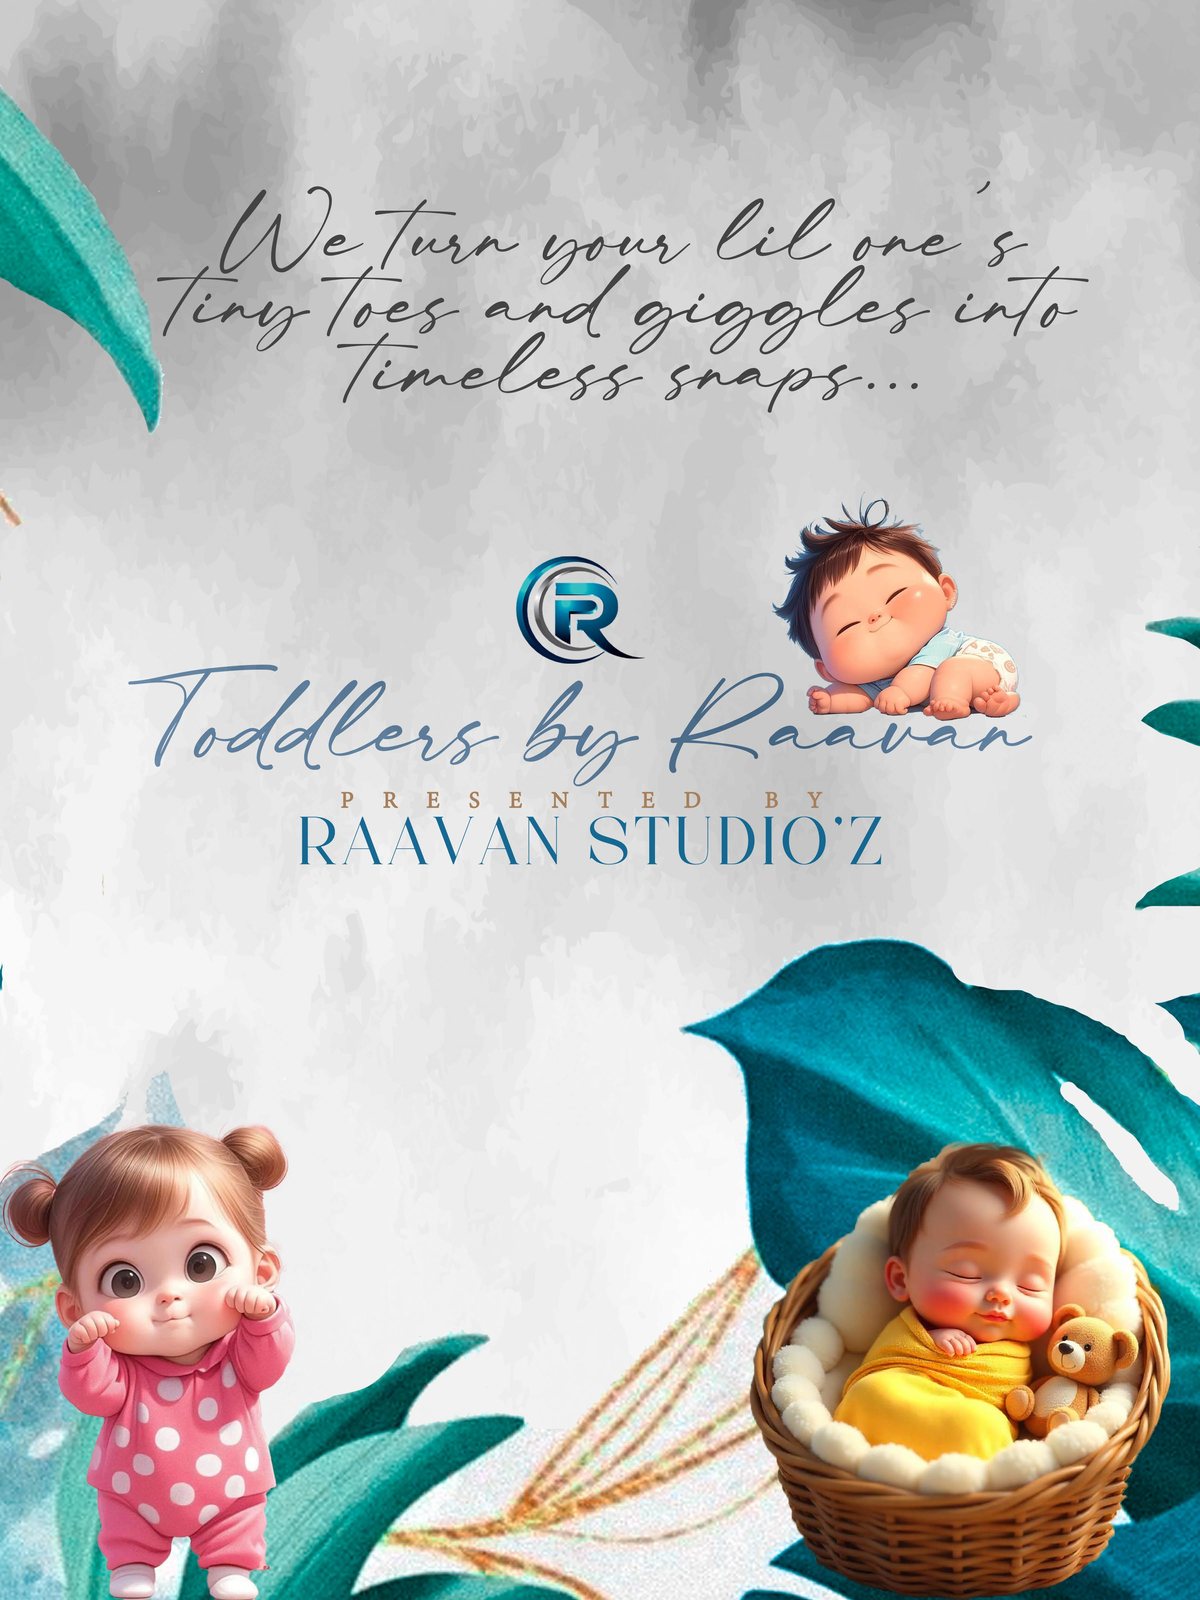 We turn your lil one's
tiny toes and giggles into
timeless snaps...
R
Toddlers by Raavan
PRESENTED BY
RAAVAN STUDIO'Z